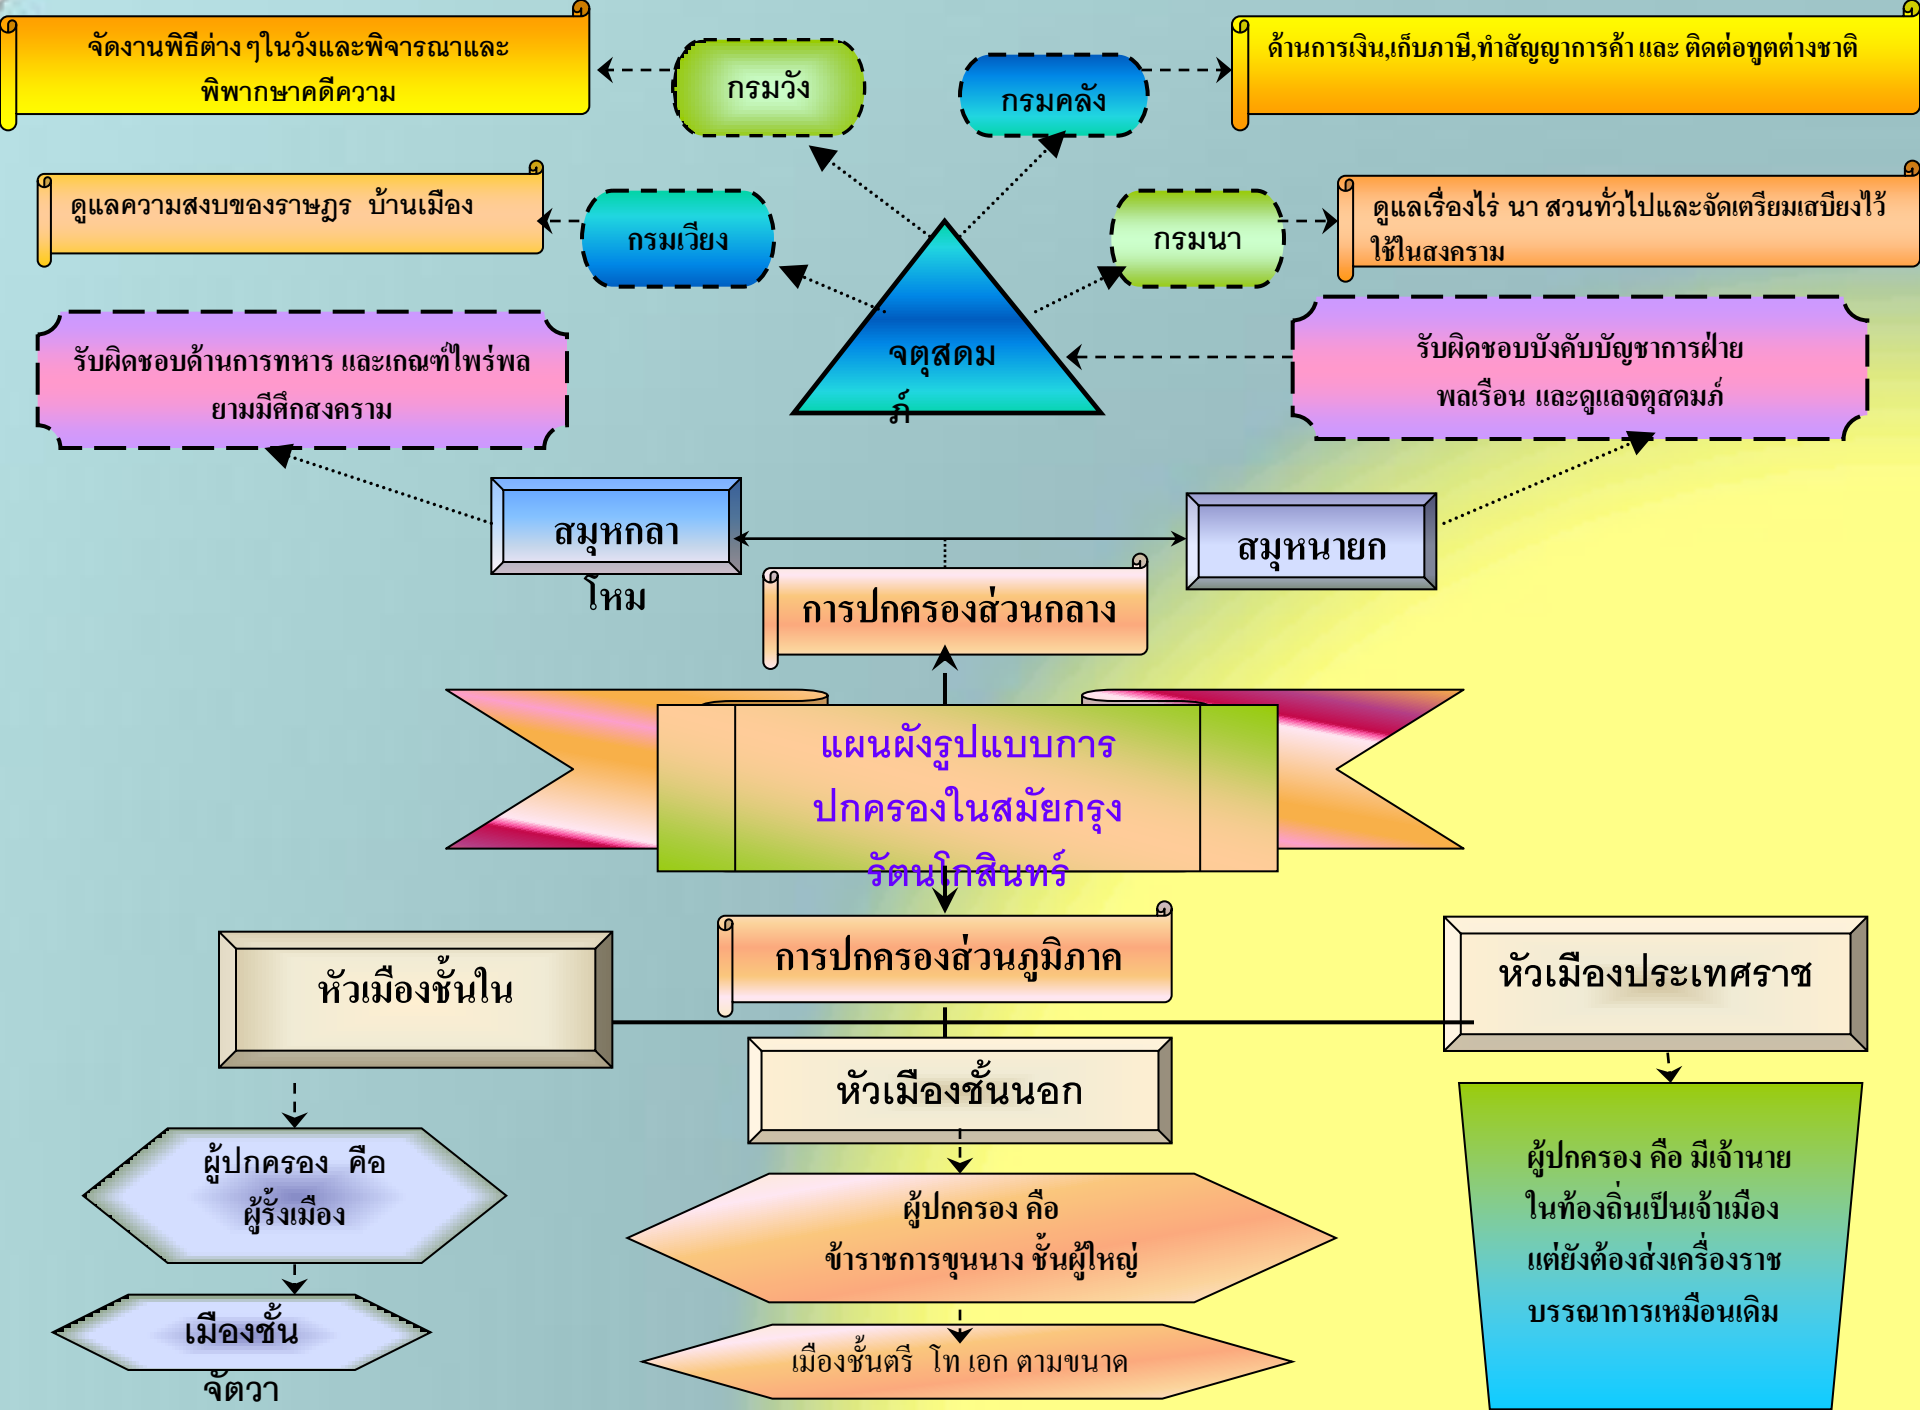 จัดงานพิธีต่าง ๆในวังและพิจารณาและ
พิพากษาคดีความ
กรมวัง
กรมคลัง
ด้านการเงิน,เก็บภาษี,ทำสัญญาการค้า และ ติดต่อทูตต่างชาติ
ดูแลความสงบของราษฎร บ้านเมือง
กรมเวียง
กรมนา
ดูแลเรื่องไร่ นา สวนทั่วไปและจัดเตรียมเสบียงไว้
ใช้ในสงคราม
รับผิดชอบด้านการทหาร และเกณฑ์ไพร่พล
ยามมีศึกสงคราม
จตุสดม
ภ์
รับผิดชอบบังคับบัญชาการฝ่าย
พลเรือน และดูแลจตุสดมภ์
สมุหกลา
โหม
สมุหนายก
การปกครองส่วนกลาง
แผนผังรูปแบบการ
ปกครองในสมัยกรุง
รัตนโกสินทร์
การปกครองส่วนภูมิภาค
หัวเมืองชั้นใน
หัวเมืองประเทศราช
หัวเมืองชั้นนอก
ผู้ปกครอง คือ
ผู้รั้งเมือง
เมืองชั้น
จัตวา
ผู้ปกครอง คือ
ข้าราชการขุนนาง ชั้นผู้ใหญ่
เมืองชั้นตรี โท เอก ตามขนาด
ผู้ปกครอง คือ มีเจ้านาย
ในท้องถิ่นเป็นเจ้าเมือง
แต่ยังต้องส่งเครื่องราช
บรรณาการเหมือนเดิม